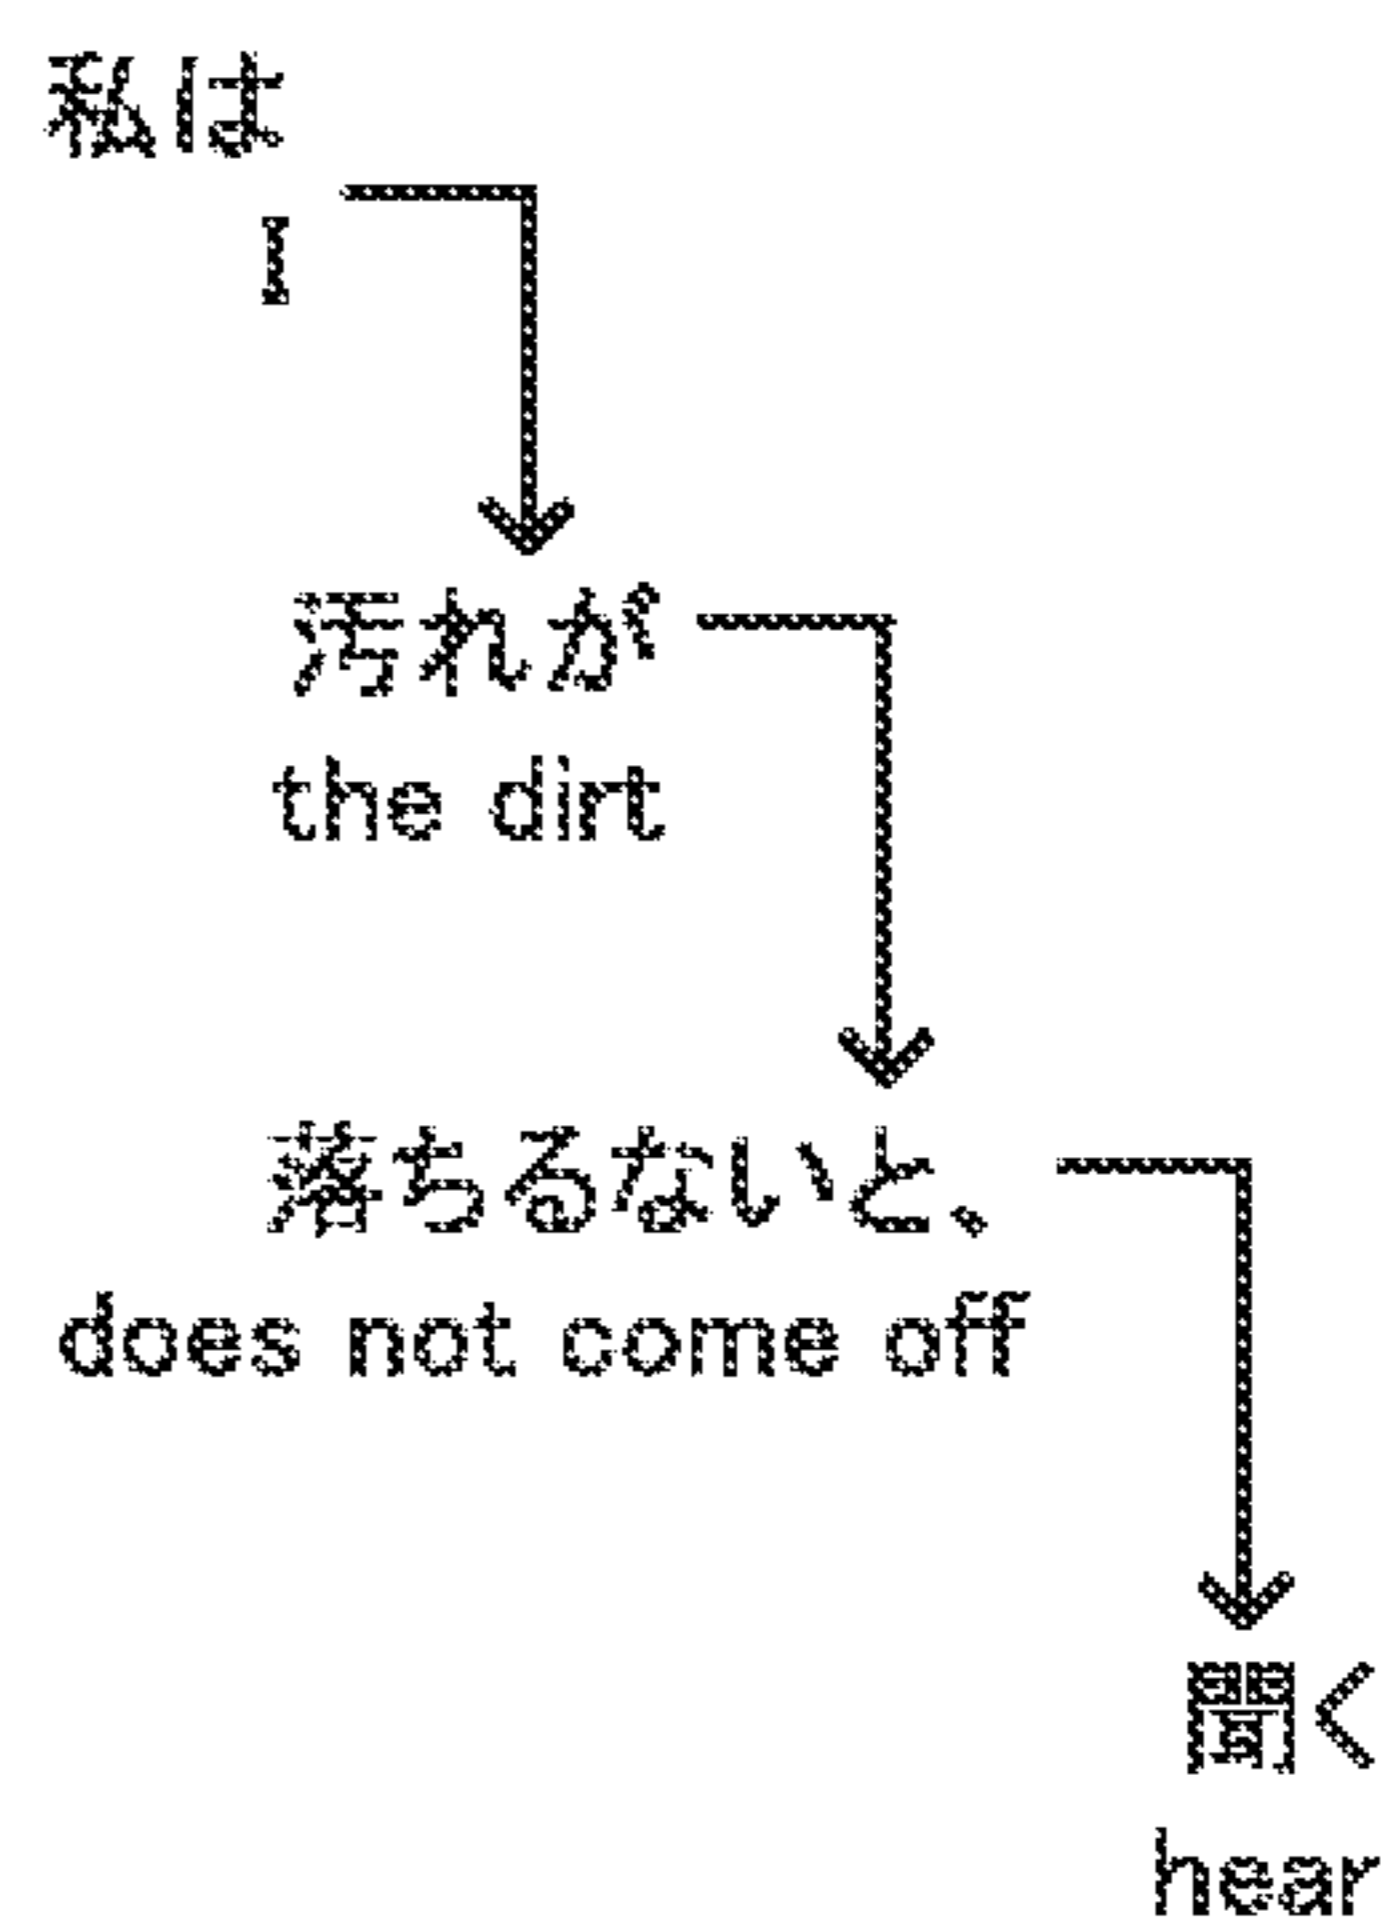 私は
I
汚れが
the dirt
落ちるないと、
does not come off
聞く
hear